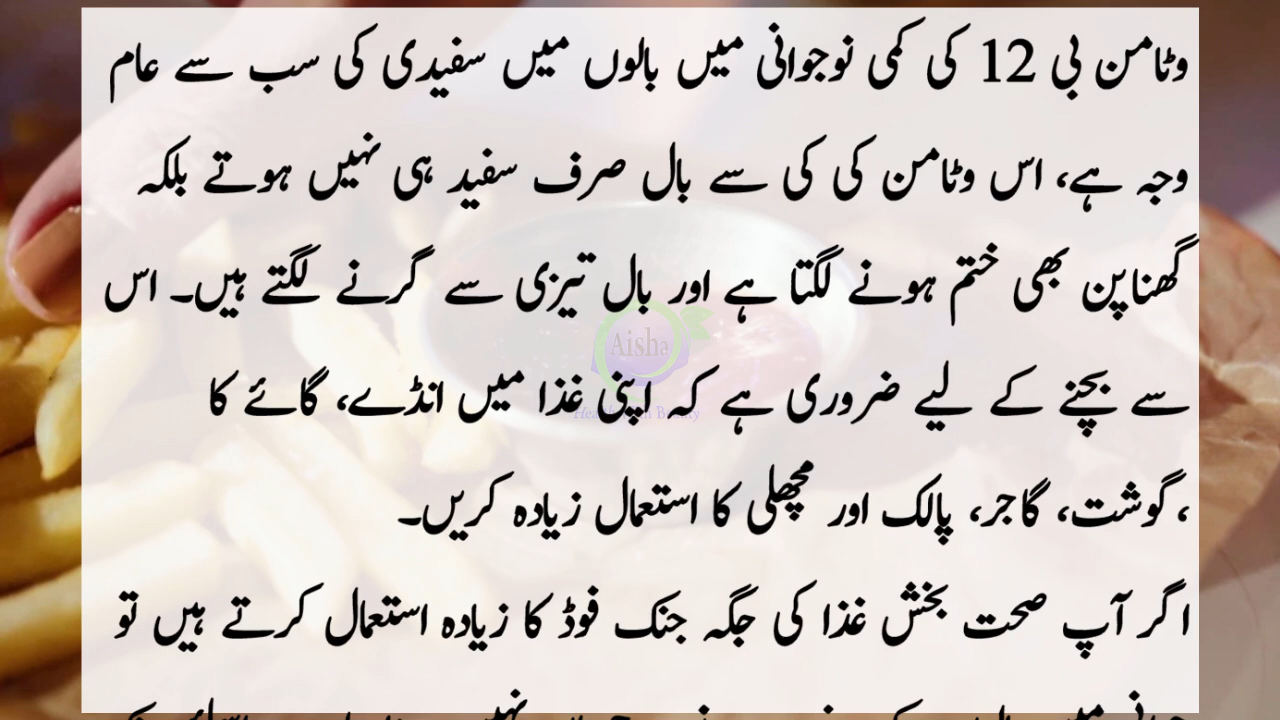 وٹامن بی 12 کی کمی نوجوانی میں بالوں میں سفیدی کی سب سے عام
وجہ ہے، اس وٹامن کی کی سے بال صرف سفید ہی نہیں ہوتے بلکہ
گھناپن بھی ختم ہونے لگتا ہے اور بال تیزی سے گرنے لگتے ہیں۔ اس
سے بچنے کے لیے ضروری ہے کہ اپنی غذا میں انڈے، گائے کا
،گوشت، گاجر، پالک اور مچھلی کا استعمال زیادہ کریں۔
اگر آپ صحت بخش غذا کی جگہ جنک فوڈ کا زیادہ استعمال کرتے ہیں تو
Aisha